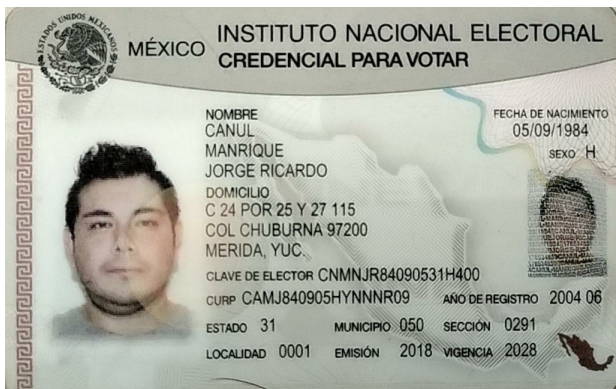 ESTADOS UNIDOS MEXICANOS
MÉXICO INSTITUTO NACIONAL ELECTORAL
CREDENCIAL PARA VOTAR
NOMBRE
CANUL
MANRIQUE
JORGE RICARDO
FECHA DE NACIMIENTO
05/09/1984
SEXO H
DOMICILIO
C 24 POR 25 Y 27 115
COL CHUBURNA 97200
MERIDA, YUC.
CLAVE DE ELECTOR CNMNJR84090531H400
CURP CAMJ840905HYNNNR09 AÑO DE REGISTRO 2004 06
ESTADO 31 MUNICIPIO 050 SECCIÓN 0291
LOCALIDAD 0001 EMISIÓN 2018 VIGENCIA 2028